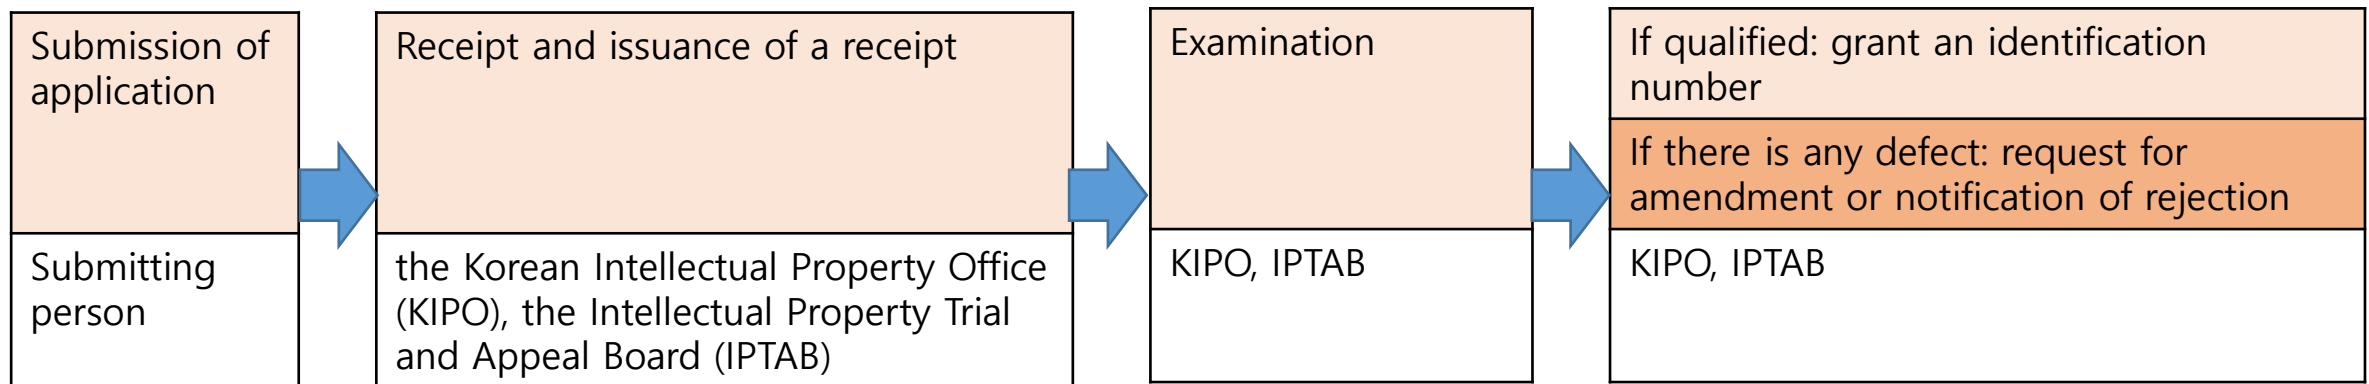 Submission of
application
Submitting
person
Receipt and issuance of a receipt
the Korean Intellectual Property Office
(KIPO), the Intellectual Property Trial
and Appeal Board (IPTAB)
Examination
KIPO, IPTAB
If qualified: grant an identification
number
If there is any defect: request for
amendment or notification of rejection
KIPO, IPTAB